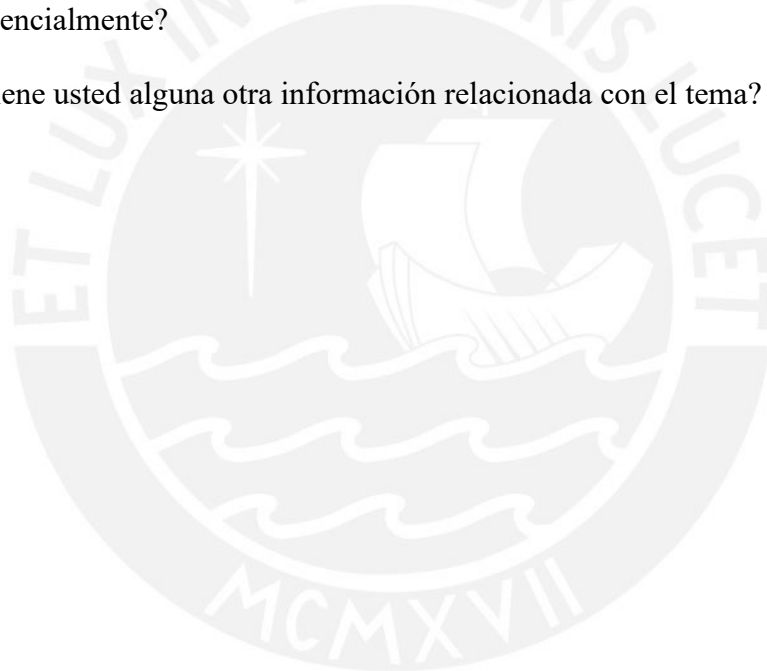 encialmente?
ene usted alguna otra información relacionada con el tema?
ET LUX IN TENEBRIS LUCET
MCMXVII